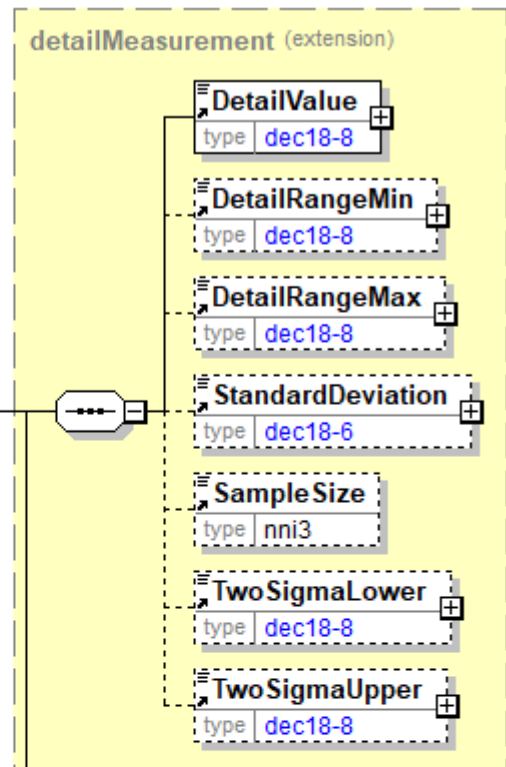 detailMeasurement (extension)
DetailValue
type dec18-8
DetailRangeMin
type dec18-8
DetailRangeMax
type dec18-8
StandardDeviation
type dec18-6
SampleSize
type nni3
TwoSigmaLower
type dec18-8
TwoSigmaUpper
type dec18-8